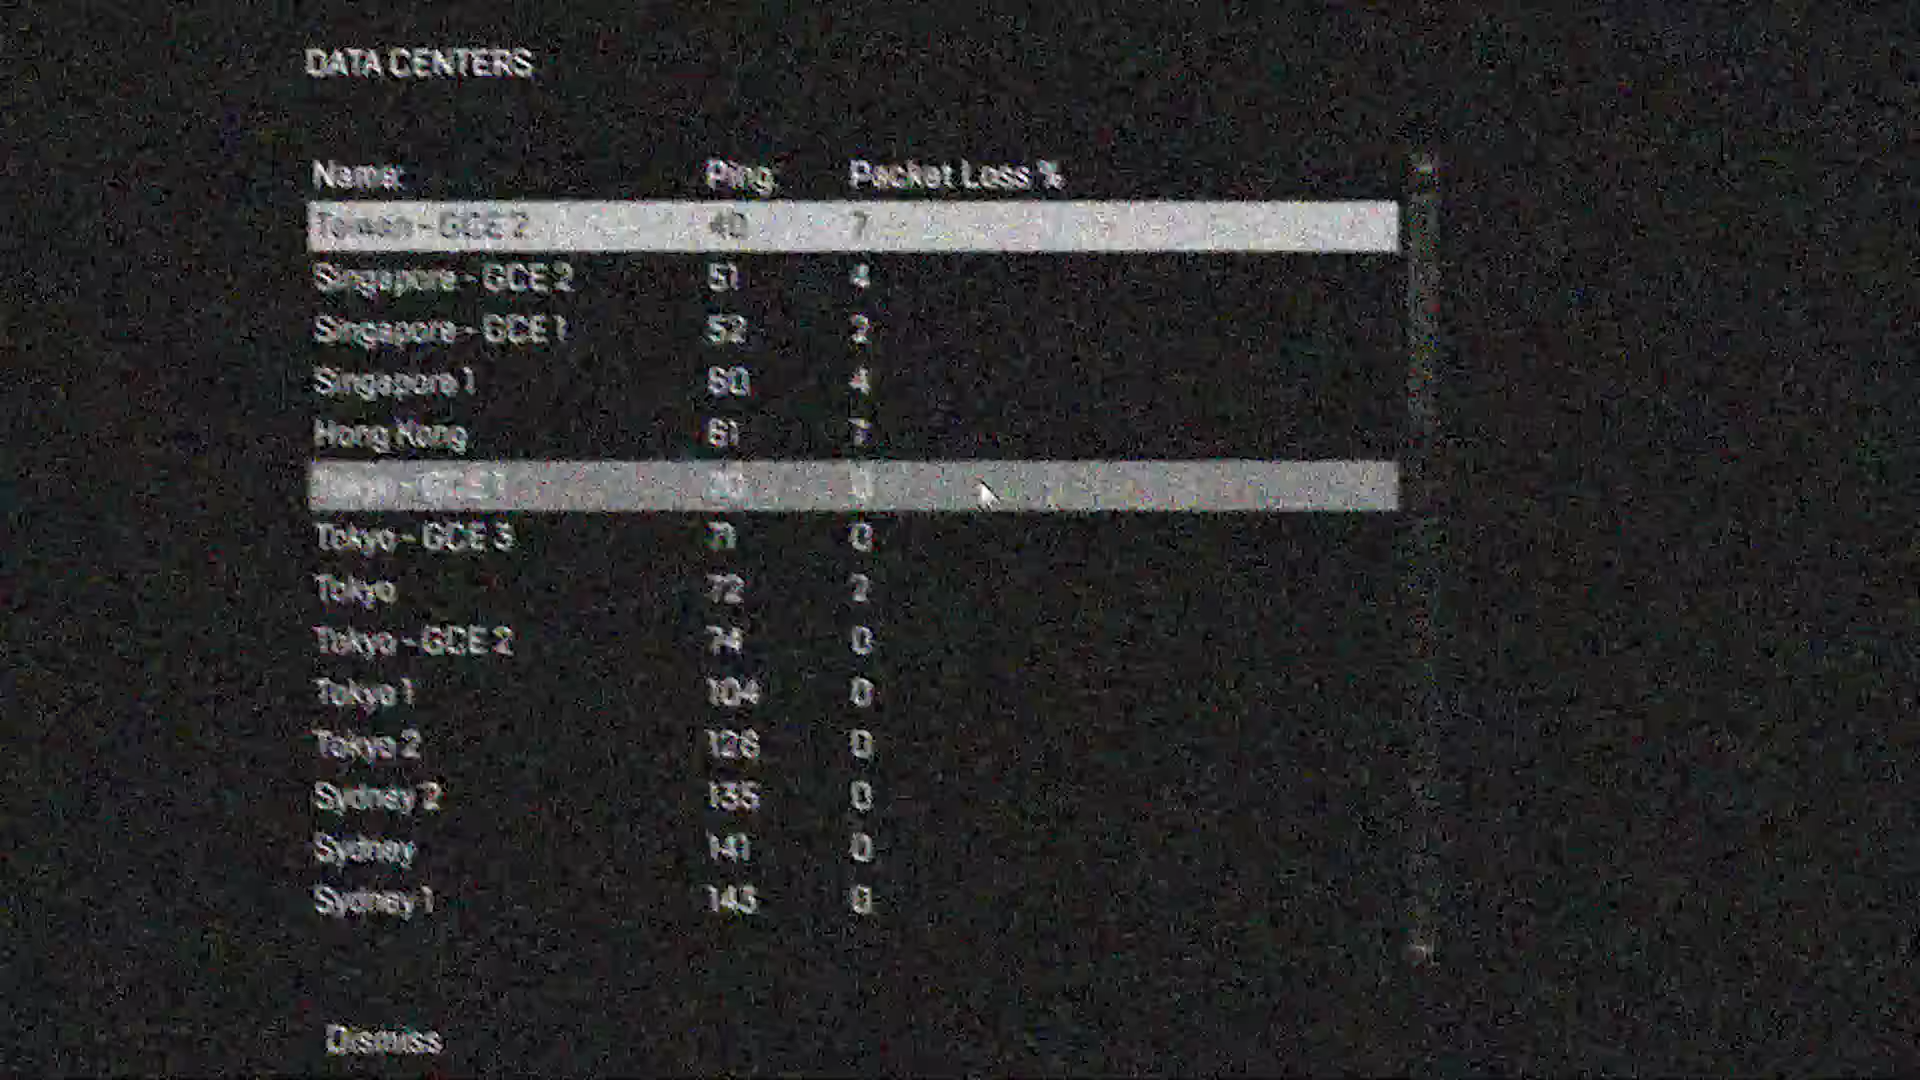 DATA CENTERS
Name: Ping Packet Loss %
Taiwan - GCE 2 40 7
Singapore - GCE 2 51 4
Singapore - GCE 1 52 2
Singapore 1 60 4
Hong Kong 61
Tokyo - GCE 1
Tokyo - GCE 3 71 0
Tokyo 72 2
Tokyo - GCE 2 74 0
Tokyo 1 104 0
Tokyo 2 0
Sydney 2 135 0
Sydney 141 0
Sydney 1 0
Dismiss